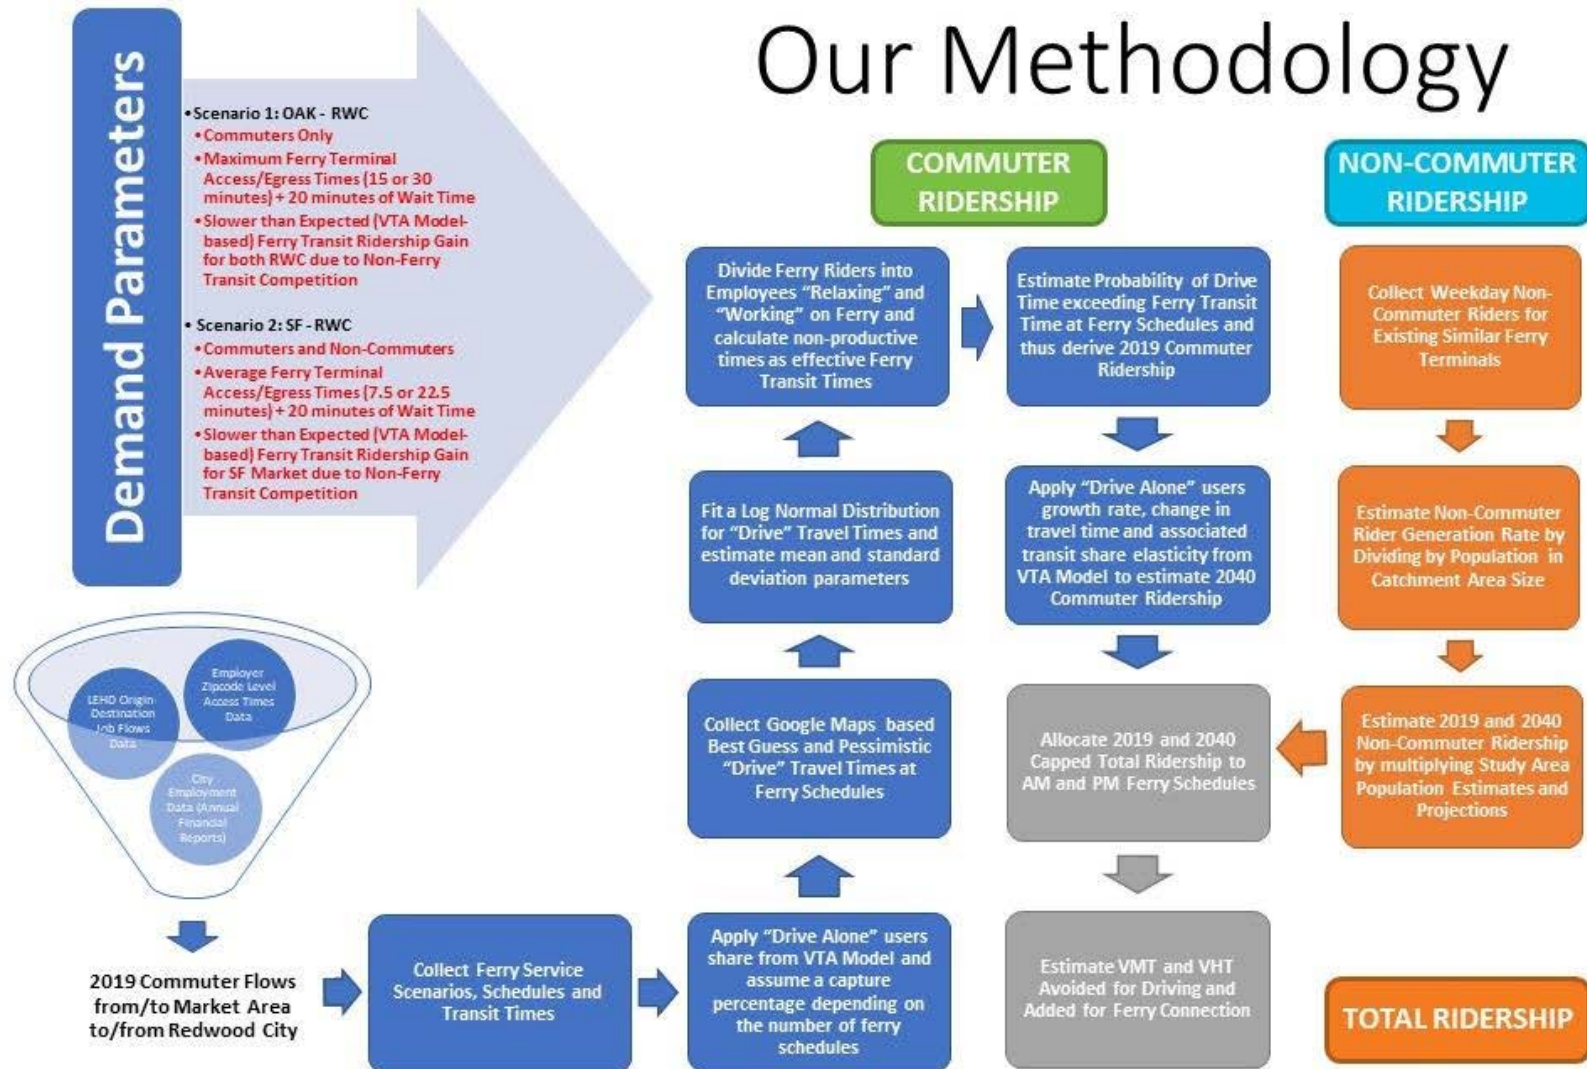 Our Methodology
Demand Parameters
•Scenario 1: OAK - RWC
•Commuters Only
•Maximum Ferry Terminal
Access/Egress Times (15 or 30
minutes) + 20 minutes of Wait Time
•Slower than Expected (VTA Model-
based) Ferry Transit Ridership Gain
for both RWC due to Non-Ferry
Transit Competition
• Scenario 2: SF - RWC
•Commuters and Non-Commuters
•Average Ferry Terminal
Access/Egress Times (7.5 or 22.5
minutes) + 20 minutes of Wait Time
•Slower than Expected (VTA Model-
based) Ferry Transit Ridership Gain
for SF Market due to Non-Ferry
Transit Competition
LEHD Origin-
Destination
Job Flows
Data
Employer
Zipcode Level
Access Times
Data
City
Employment
Data (Annual
Financial
Reports)
2019 Commuter Flows
from/to Market Area
to/from Redwood City
Collect Ferry Service
Scenarios, Schedules and
Transit Times
Apply “Drive Alone” users
share from VTA Model and
assume a capture
percentage depending on
the number of ferry
schedules
Collect Google Maps based
Best Guess and Pessimistic
“Drive” Travel Times at
Ferry Schedules
Fit a Log Normal Distribution
for “Drive” Travel Times and
estimate mean and standard
deviation parameters
Divide Ferry Riders into
Employees “Relaxing” and
“Working” on Ferry and
calculate non-productive
times as effective Ferry
Transit Times
COMMUTER
RIDERSHIP
Estimate Probability of Drive
Time exceeding Ferry Transit
Time at Ferry Schedules and
thus derive 2019 Commuter
Ridership
Apply “Drive Alone” users
growth rate, change in
travel time and associated
transit share elasticity from
VTA Model to estimate 2040
Commuter Ridership
Allocate 2019 and 2040
Capped Total Ridership to
AM and PM Ferry Schedules
Estimate VMT and VHT
Avoided for Driving and
Added for Ferry Connection
NON-COMMUTER
RIDERSHIP
Collect Weekday Non-
Commuter Riders for
Existing Similar Ferry
Terminals
Estimate Non-Commuter
Rider Generation Rate by
Dividing by Population in
Catchment Area Size
Estimate 2019 and 2040
Non-Commuter Ridership
by multiplying Study Area
Population Estimates and
Projections
TOTAL RIDERSHIP